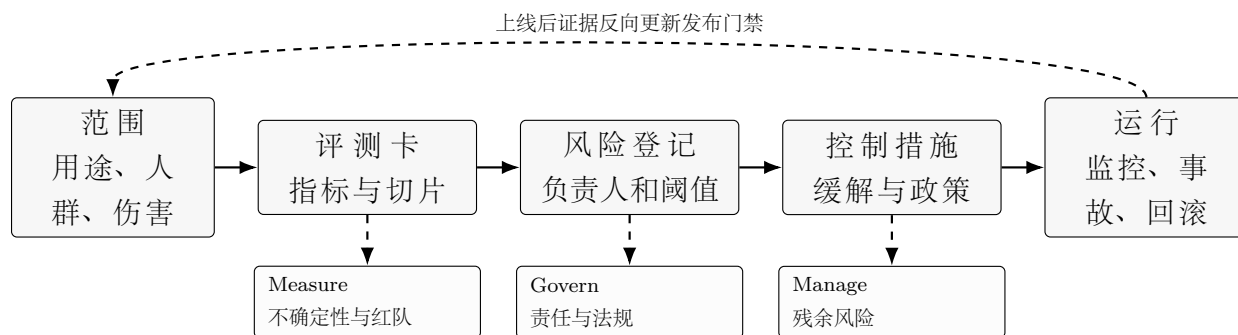 上线后证据反向更新发布门禁
范围
用途、人
群、伤害
评测卡
指标与切片
风险登记
负责人和阈值
控制措施
缓解与政策
运行
监控、事
故、回滚
Measure
不确定性与红队
Govern
责任与法规
Manage
残余风险